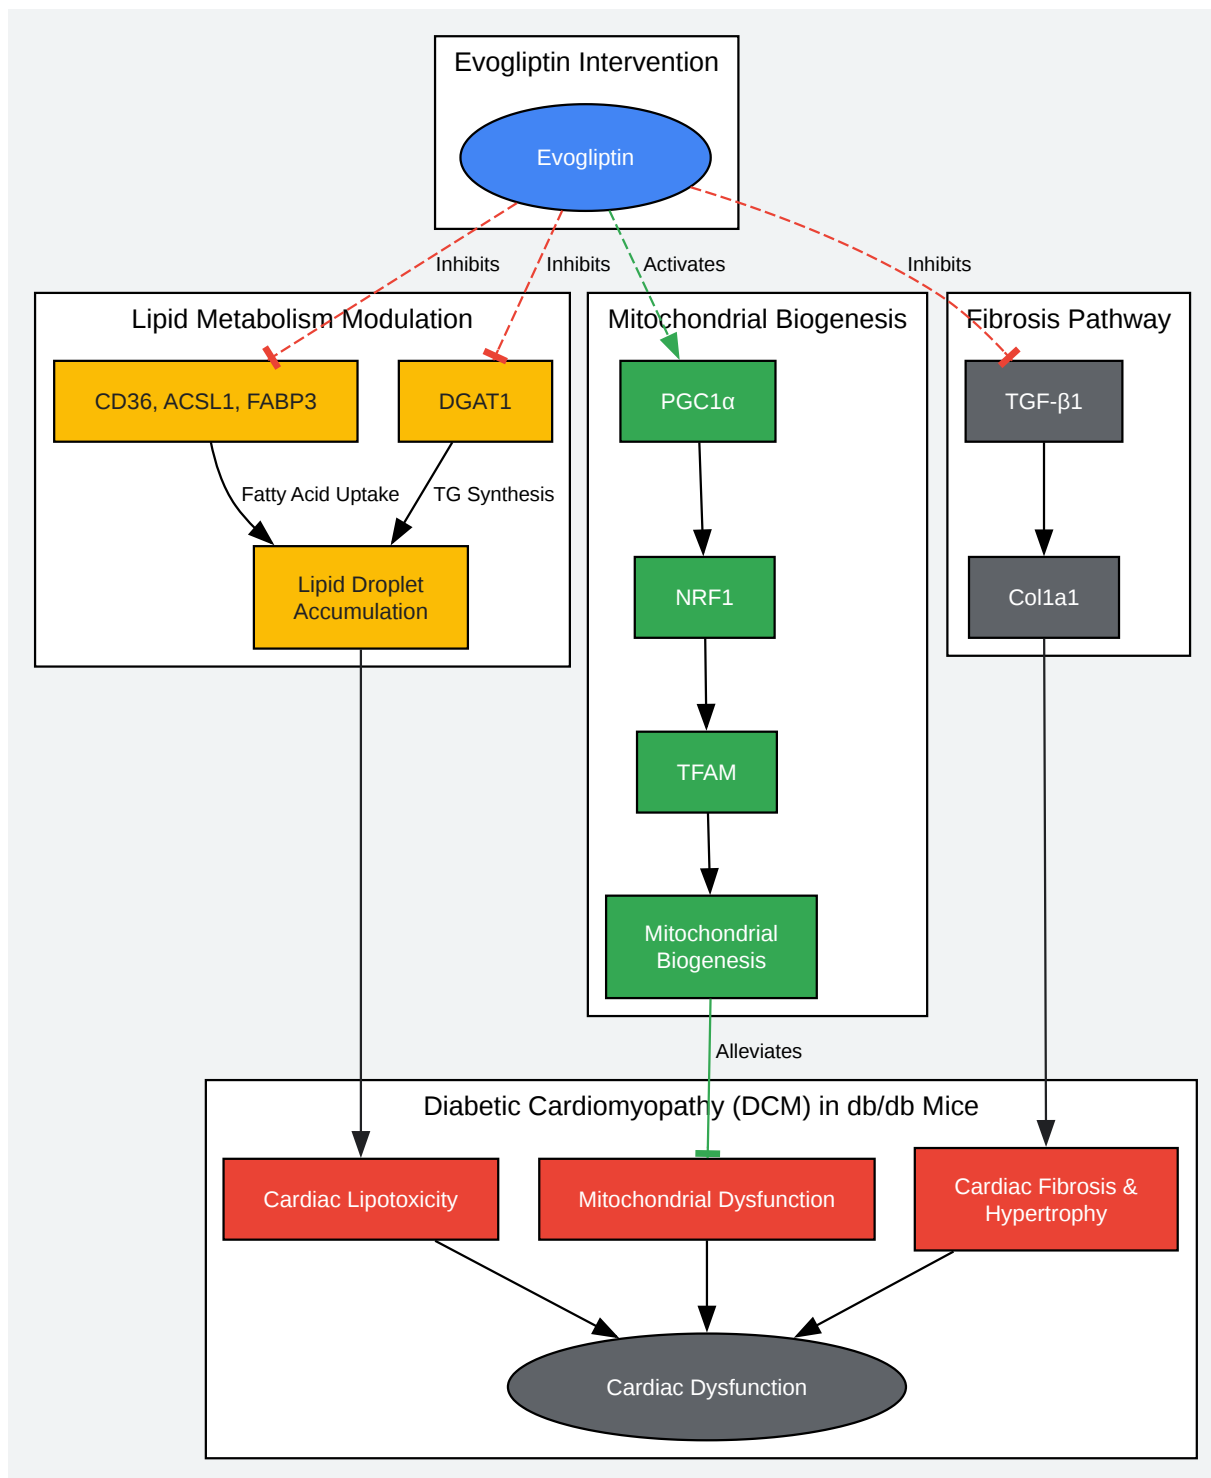 Evogliptin Intervention
Evogliptin
Inhibits
Inhibits
Activates
Inhibits
Lipid Metabolism Modulation
Mitochondrial Biogenesis
Fibrosis Pathway
CD36, ACSL1, FABP3
DGAT1
PGC1α
TGF-β1
Fatty Acid Uptake
TG Synthesis
Lipid Droplet
Accumulation
NRF1
Col1a1
TFAM
Mitochondrial
Biogenesis
Alleviates
Diabetic Cardiomyopathy (DCM) in db/db Mice
Cardiac Lipotoxicity
Mitochondrial Dysfunction
Cardiac Fibrosis &
Hypertrophy
Cardiac Dysfunction